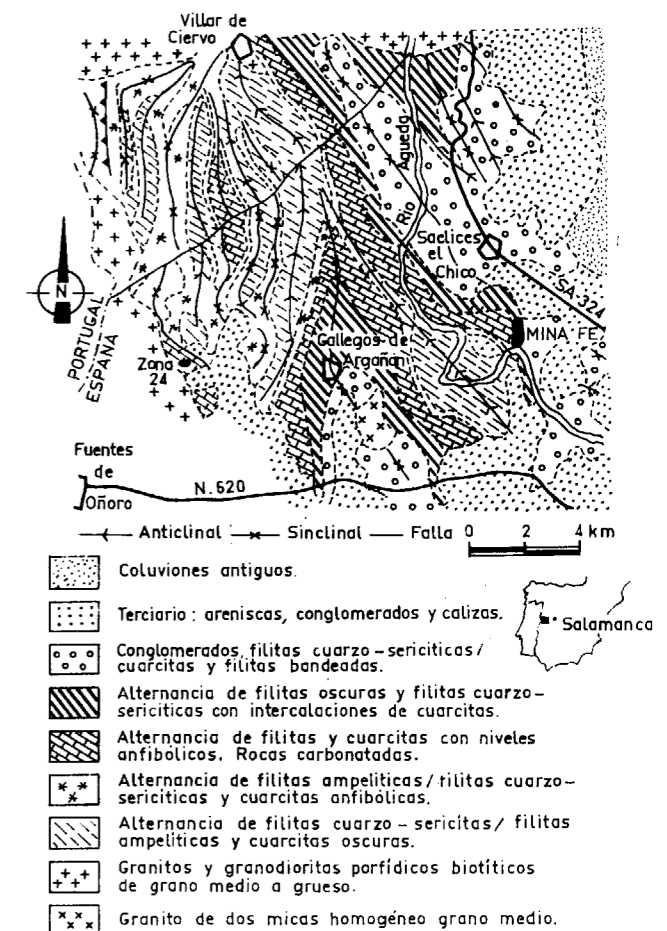 Villar de
Ciervo
Agueda
Río
Saelices
el
Chico
SA.324
N
MINA FE
PORTUGAL
ESPAÑA
Gallegos de
Argañan
Zona
24
Fuentes
de
Oñoro
N.620
Anticlinal
Sinclinal
Falla
0 2 4 km
Coluviones antiguos.
Terciario : areniscas, conglomerados y calizas.
Salamanca
Conglomerados, filitas cuarzo-sericiticas/
cuarcitas y filitas bandeadas.
Alternancia de filitas oscuras y filitas cuarzo-
sericiticas con intercalaciones de cuarcitas.
Alternancia de filitas y cuarcitas con niveles
anfibólicos. Rocas carbonatadas.
Alternancia de filitas ampeliticas/filitas cuarzo-
sericiticas y cuarcitas anfibólicas.
Alternancia de filitas cuarzo-sericitas/ filitas
ampelíticas y cuarcitas oscuras.
Granitos y granodioritas porfídicos biotíticos
de grano medio a grueso.
Granito de dos micas homogéneo grano medio.